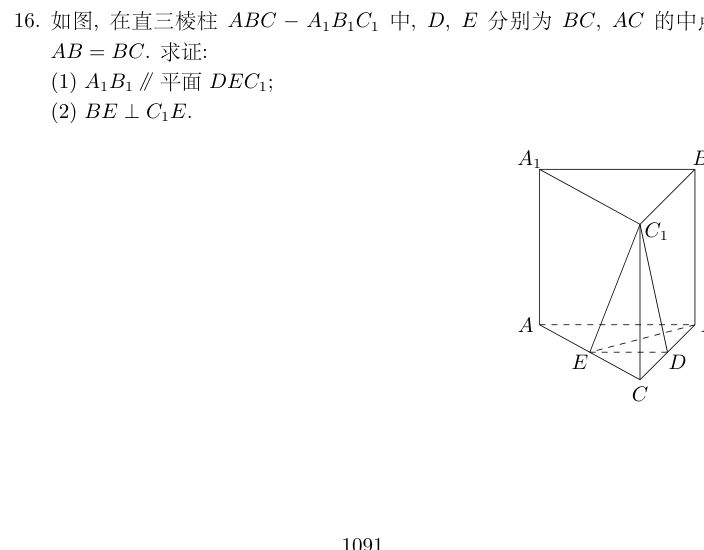 16. 如图, 在直三棱柱 ABC − A₁B₁C₁ 中, D, E 分别为 BC, AC 的中
AB = BC. 求证:
(1) A₁B₁ ∥ 平面 DEC₁;
(2) BE ⊥ C₁E.
A₁
C₁
A
E
D
C
1091